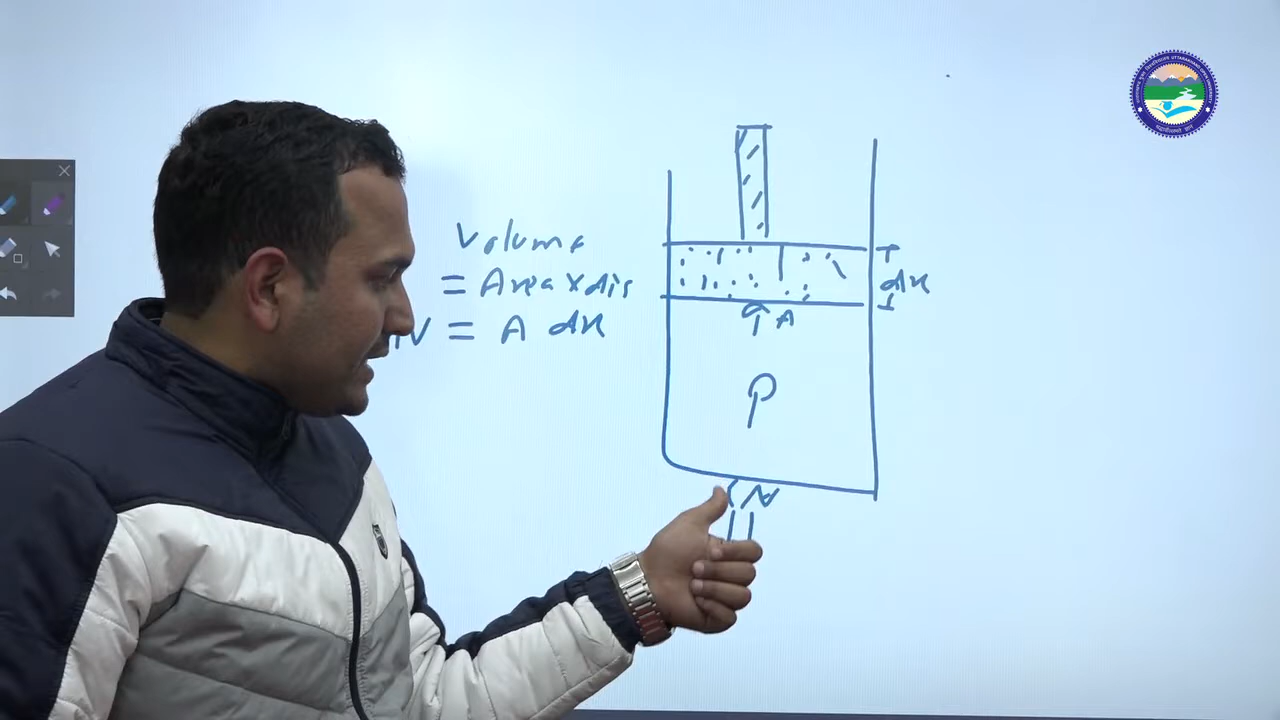 Volume
= Area x dis
dV = A dx
dx
A
P